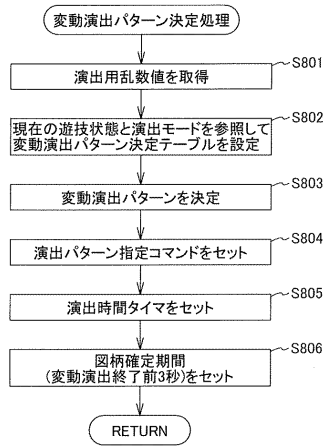 変動演出パターン決定処理
S801
演出用乱数値を取得
S802
現在の遊技状態と演出モードを参照して
変動演出パターン決定テーブルを設定
S803
変動演出パターンを決定
S804
演出パターン指定コマンドをセット
S805
演出時間タイマをセット
S806
図柄確定期間
(変動演出終了前3秒)をセット
RETURN